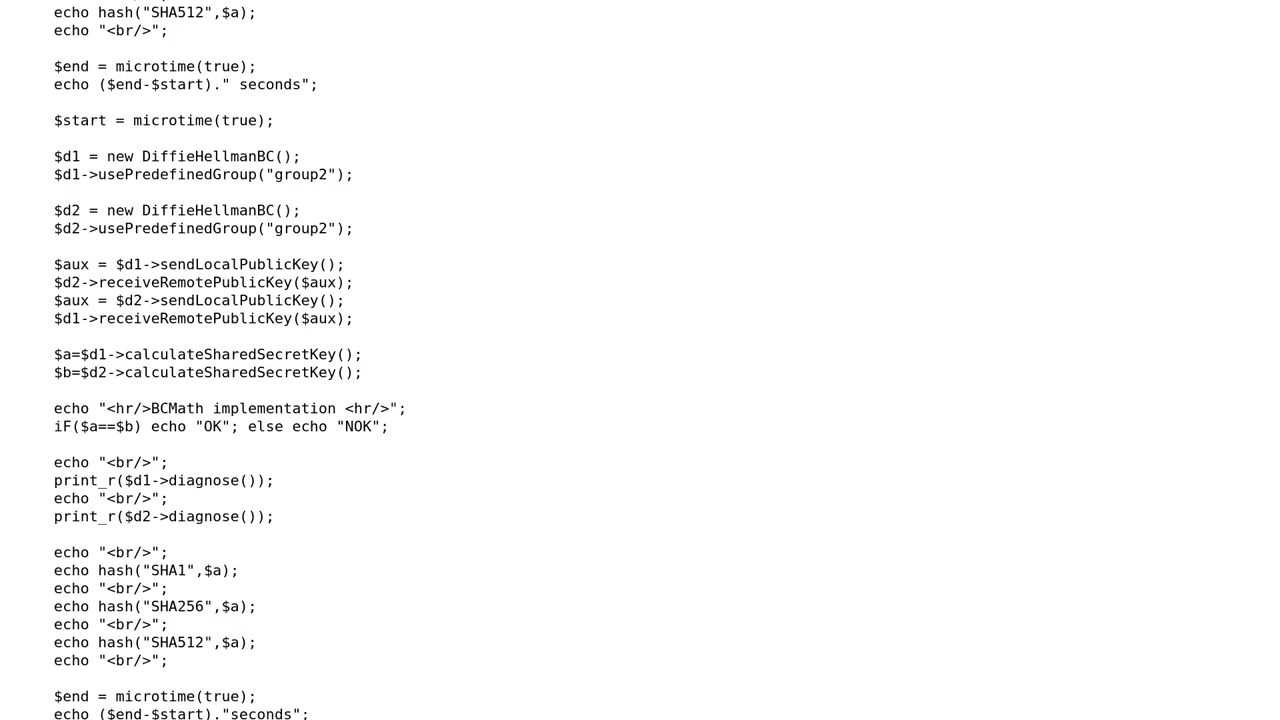 echo hash("SHA512",$a);
echo "<br/>";
$end = microtime(true);
echo ($end-$start)." seconds";
$start = microtime(true);
$d1 = new DiffieHellmanBC();
$d1->usePredefinedGroup("group2");
$d2 = new DiffieHellmanBC();
$d2->usePredefinedGroup("group2");
$aux = $d1->sendLocalPublicKey();
$d2->receiveRemotePublicKey($aux);
$aux = $d2->sendLocalPublicKey();
$d1->receiveRemotePublicKey($aux);
$a=$d1->calculateSharedSecretKey();
$b=$d2->calculateSharedSecretKey();
echo "<hr/>BCMath implementation <hr/>";
iF($a==$b) echo "OK"; else echo "NOK";
echo "<br/>";
print_r($d1->diagnose());
echo "<br/>";
print_r($d2->diagnose());
echo "<br/>";
echo hash("SHA1",$a);
echo "<br/>";
echo hash("SHA256",$a);
echo "<br/>";
echo hash("SHA512",$a);
echo "<br/>";
$end = microtime(true);
echo ($end-$start)."seconds";